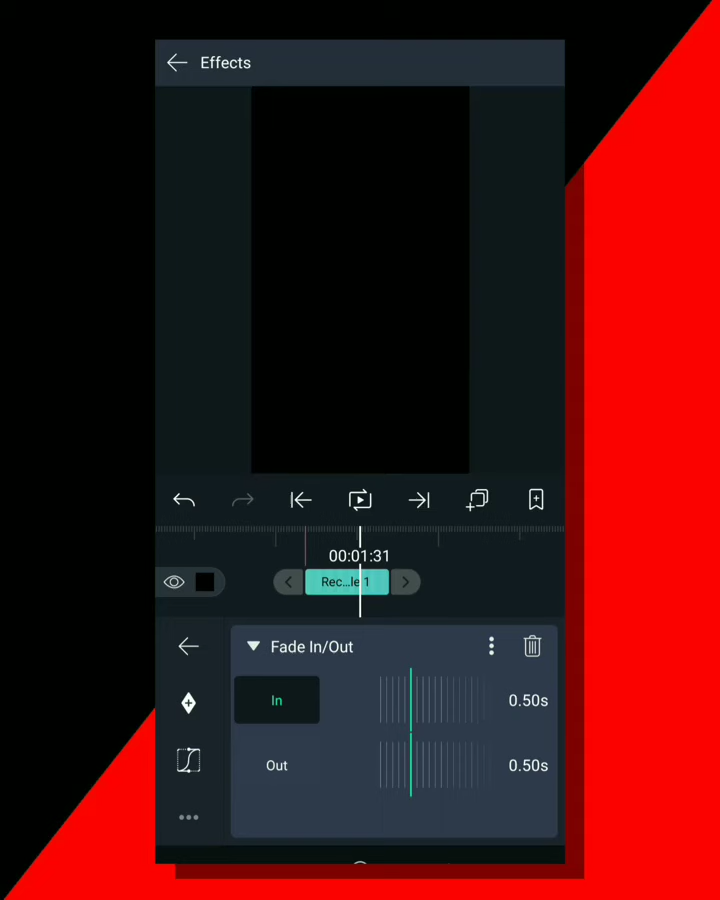 Effects
00:01:31
Rec...le 1
Fade In/Out
In
0.50s
Out
0.50s